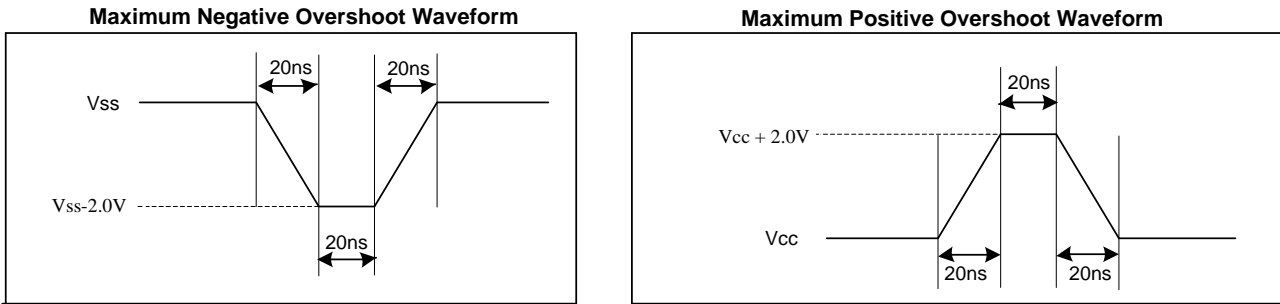 Maximum Negative Overshoot Waveform
20ns 20ns
Vss
Vss-2.0V
20ns
Maximum Positive Overshoot Waveform
20ns
Vcc + 2.0V
Vcc
20ns 20ns